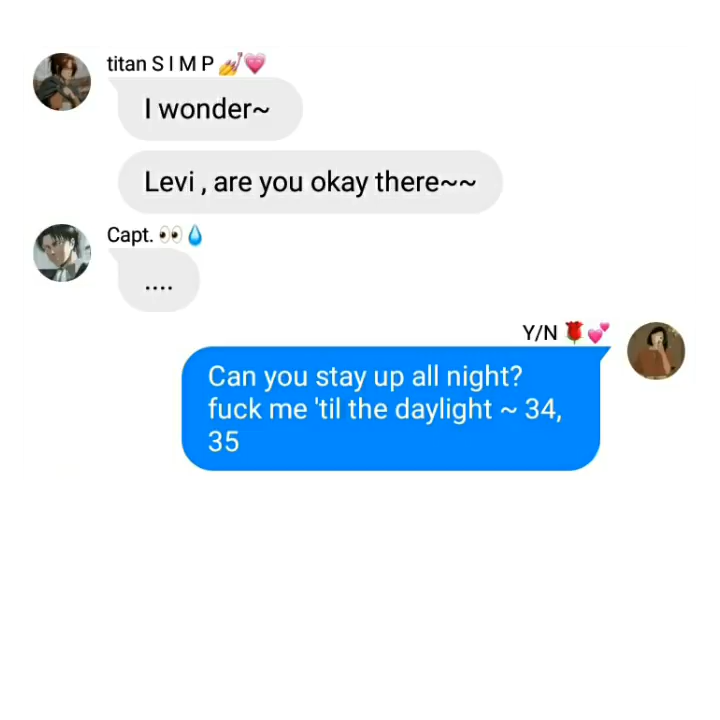 titan S I M P 💅💗
I wonder~
Levi , are you okay there~~
Capt. 👀💧
....
Y/N 🌹💕
Can you stay up all night?
fuck me 'til the daylight ~ 34,
35